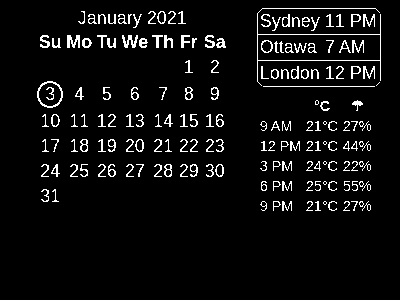 January 2021
Su Mo Tu We Th Fr Sa
1 2
3 4 5 6 7 8 9
10 11 12 13 14 15 16
17 18 19 20 21 22 23
24 25 26 27 28 29 30
31
Sydney 11 PM
Ottawa 7 AM
London 12 PM
°C
9 AM 21°C 27%
12 PM 21°C 44%
3 PM 24°C 22%
6 PM 25°C 55%
9 PM 21°C 27%